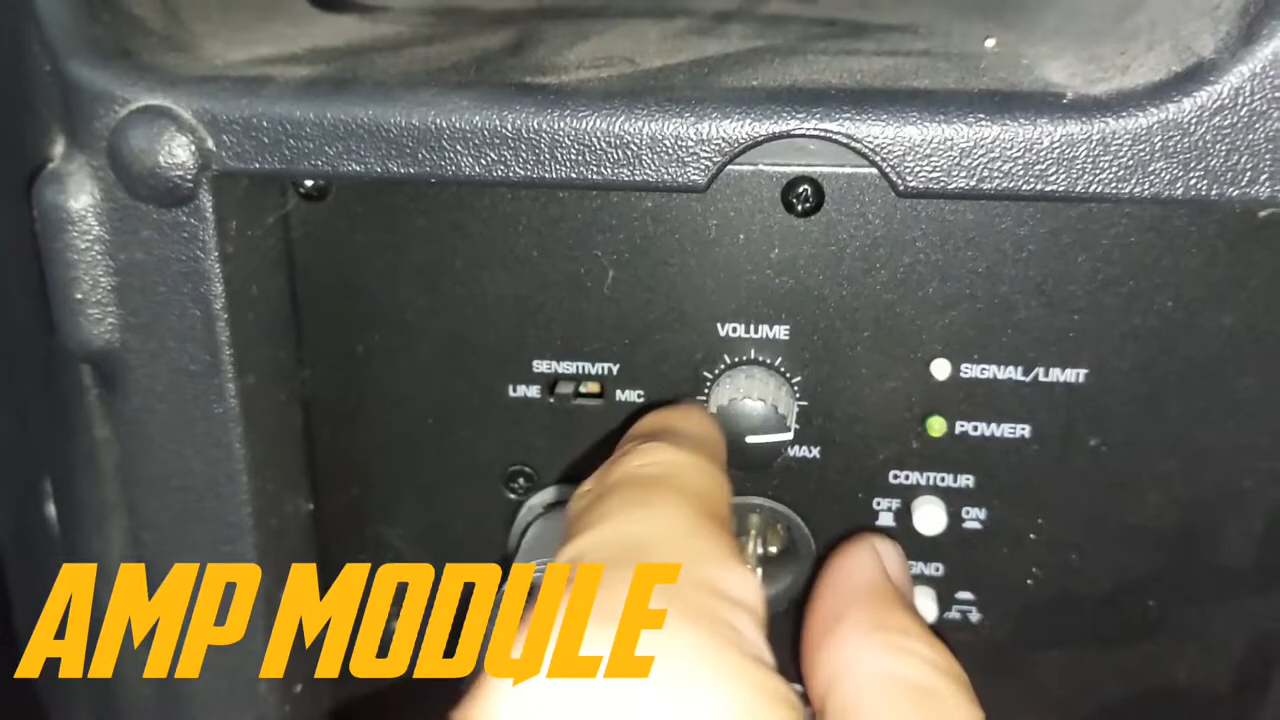 VOLUME
SENSITIVITY
LINE MIC
MAX
SIGNAL/LIMIT
POWER
CONTOUR
OFF ON
GND
AMP MODULE